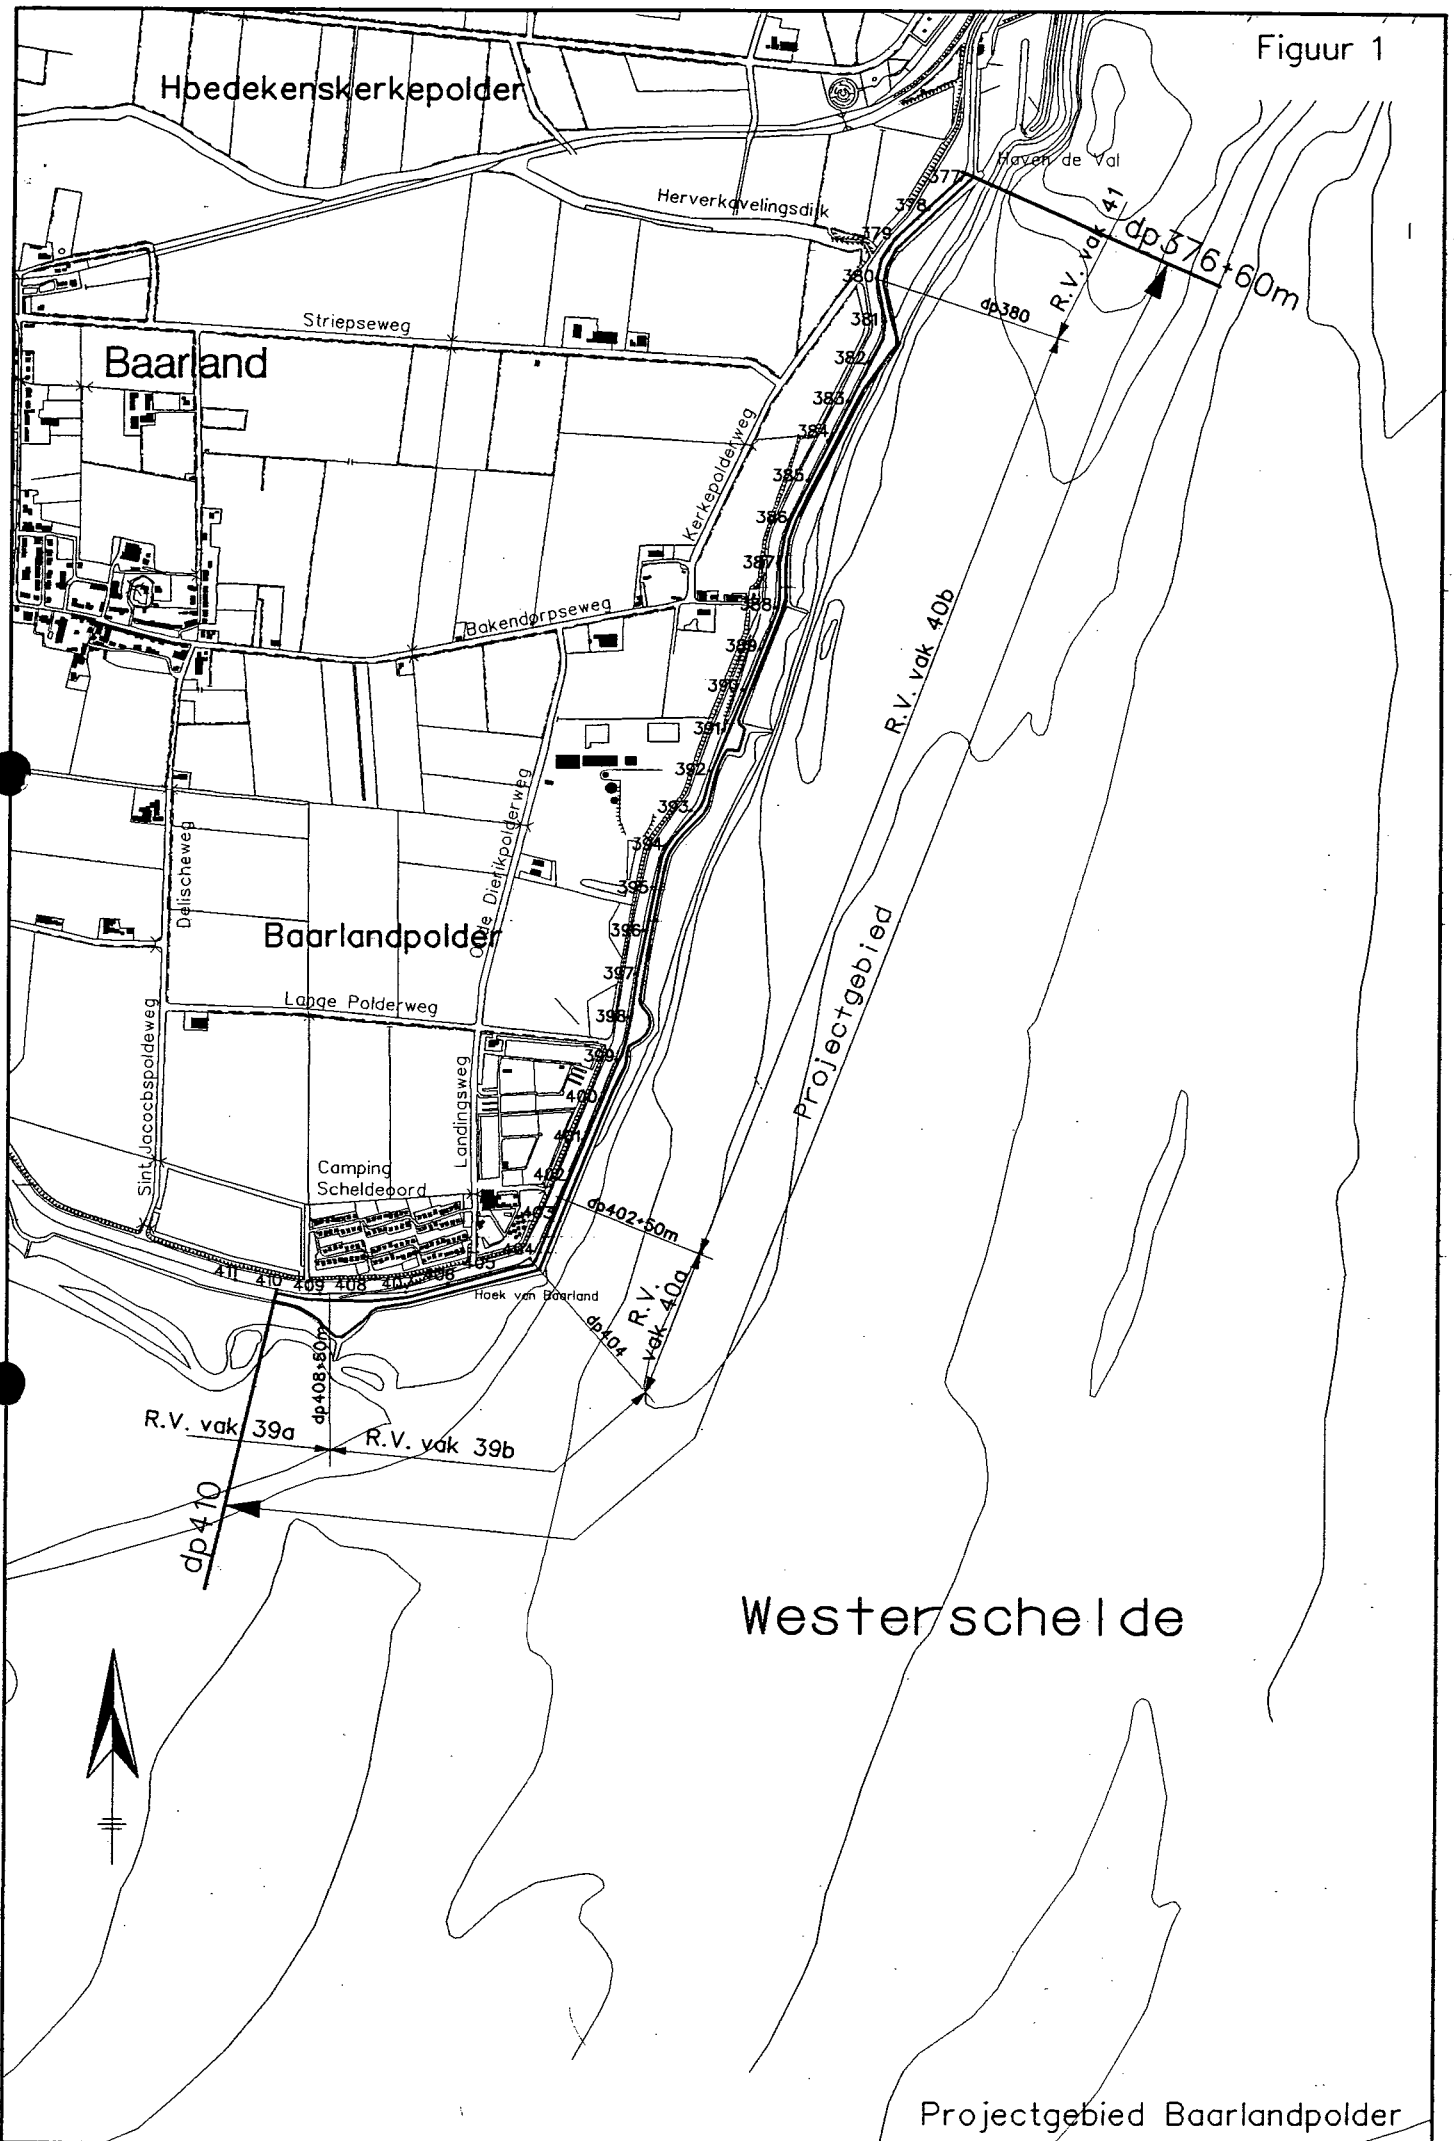 Figuur 1
Hoedekenskerkepolder
Haven de Val
377
Herverkavelingsdijk
378
R.V. vak 41
379
dp376+60m
380
dp380
Striepseweg
381
Baarland
382
383
Kerkepolderweg
384
385
386
387
388
Bakendorpseweg
R.V. vak 40b
389
390
391
392
393
Oude Dierikpolderweg
Delischeweg
394
395
Baarlandpolder
396
Projectgebied
397
Lange Polderweg
398
Sint Jacocbspoldeweg
399
Landingsweg
400
401
Camping
Scheldeoord
402
403
dp402+50m
404
405
406
407
408
409
410
411
Hoek van Baarland
R.V.
vak 40a
dp404
dp408+80m
R.V. vak 39a
R.V. vak 39b
dp410
Westerschelde
Projectgebied Baarlandpolder